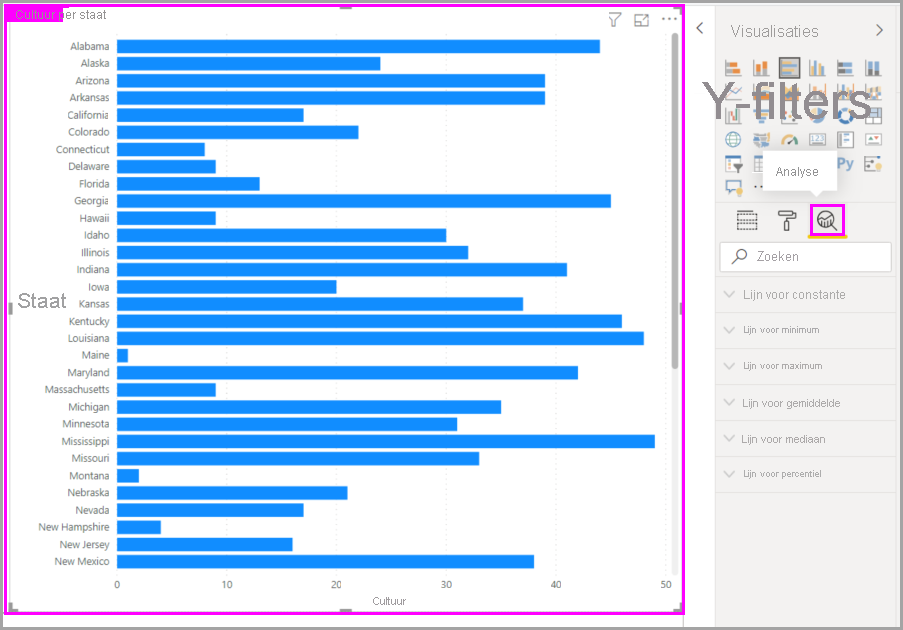 Cultuur per staat
Alabama
Alaska
Arizona
Arkansas
California
Colorado
Connecticut
Delaware
Florida
Georgia
Hawaii
Idaho
Illinois
Indiana
Iowa
Staat
Kansas
Kentucky
Louisiana
Maine
Maryland
Massachusetts
Michigan
Minnesota
Mississippi
Missouri
Montana
Nebraska
Nevada
New Hampshire
New Jersey
New Mexico
0 10 20 30 40 50
Cultuur
Visualisaties
Y-filters
123
Py
Analyse
Zoeken
Lijn voor constante
Lijn voor minimum
Lijn voor maximum
Lijn voor gemiddelde
Lijn voor mediaan
Lijn voor percentiel